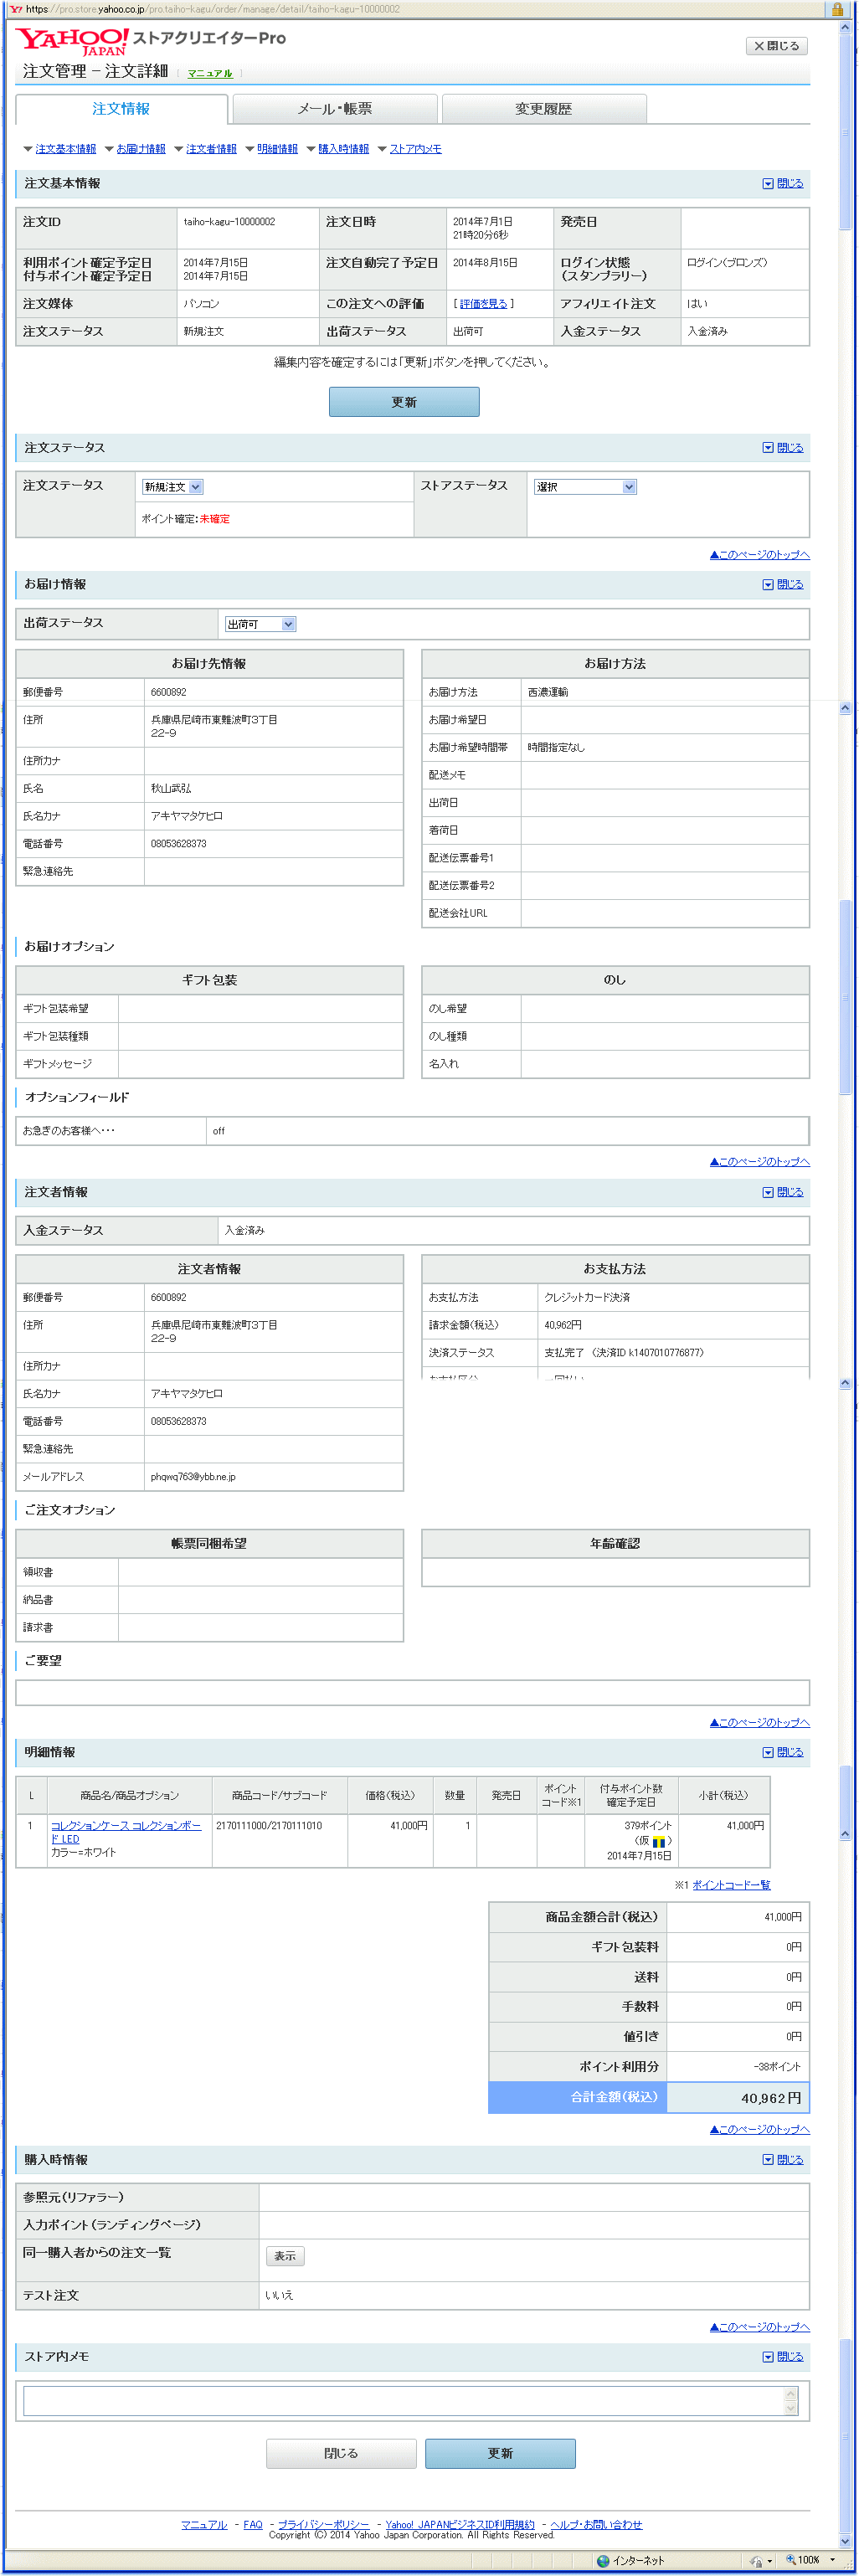 https://pro.store.yahoo.co.jp/pro.taiho-kagu/order/manage/detail/taiho-kagu-10000002
YAHOO! JAPAN ストアクリエイターPro
× 閉じる
注文管理 − 注文詳細 | マニュアル |
注文情報 メール・帳票 変更履歴
▼注文基本情報 ▼お届け情報 ▼注文者情報 ▼明細情報 ▼購入時情報 ▼ストア内メモ
注文基本情報 閉じる
注文ID taiho-kagu-10000002 注文日時 2014年7月1日 発売日
21時20分6秒
利用ポイント確定予定日 2014年7月15日 注文自動完了予定日 2014年8月15日 ログイン状態 ログイン(ブロンズ)
付与ポイント確定予定日 2014年7月15日 (スタンプラリー)
注文媒体 パソコン この注文への評価 [ 評価を見る ] アフィリエイト注文 はい
注文ステータス 新規注文 出荷ステータス 出荷可 入金ステータス 入金済み
編集内容を確定するには「更新」ボタンを押してください。
更新
注文ステータス 閉じる
注文ステータス 新規注文 ストアステータス 選択
ポイント確定:未確定
▲このページのトップへ
お届け情報 閉じる
出荷ステータス 出荷可
お届け先情報
郵便番号 6600892
住所 兵庫県尼崎市東難波町3丁目
22-9
住所カナ
氏名 秋山武弘
氏名カナ アキヤマタケヒロ
電話番号 08053628373
緊急連絡先
お届け方法
お届け方法 西濃運輸
お届け希望日
お届け希望時間帯 時間指定なし
配送メモ
出荷日
着荷日
配送伝票番号1
配送伝票番号2
配送会社URL
お届けオプション
ギフト包装
ギフト包装希望
ギフト包装種類
ギフトメッセージ
のし
のし希望
のし種類
名入れ
オプションフィールド
お急ぎのお客様へ・・・ off
▲このページのトップへ
注文者情報 閉じる
入金ステータス 入金済み
注文者情報
郵便番号 6600892
住所 兵庫県尼崎市東難波町3丁目
22-9
住所カナ
氏名カナ アキヤマタケヒロ
電話番号 08053628373
緊急連絡先
メールアドレス phqwq763@ybb.ne.jp
お支払方法
お支払方法 クレジットカード決済
請求金額(税込) 40,962円
決済ステータス 支払完了 (決済ID k1407010776877)
ご注文オプション
帳票同梱希望
領収書
納品書
請求書
年齢確認
ご要望
▲このページのトップへ
明細情報 閉じる
L 商品名/商品オプション 商品コード/サブコード 価格(税込) 数量 発売日 ポイントコード※1 付与ポイント数 確定予定日 小計(税込)
1 コレクションケース コレクションボード LED 2170111000/2170111010 41,000円 1 379ポイント 41,000円
カラー=ホワイト (仮 T)
2014年7月15日
※1 ポイントコード一覧
商品金額合計(税込) 41,000円
ギフト包装料 0円
送料 0円
手数料 0円
値引き 0円
ポイント利用分 -38ポイント
合計金額(税込) 40,962円
▲このページのトップへ
購入時情報 閉じる
参照元(リファラー)
入力ポイント(ランディングページ)
同一購入者からの注文一覧 表示
テスト注文 いいえ
▲このページのトップへ
ストア内メモ 閉じる
閉じる 更新
マニュアル - FAQ - プライバシーポリシー - Yahoo! JAPANビジネスID利用規約 - ヘルプ・お問い合わせ
Copyright (C) 2014 Yahoo Japan Corporation. All Rights Reserved.
インターネット 100%